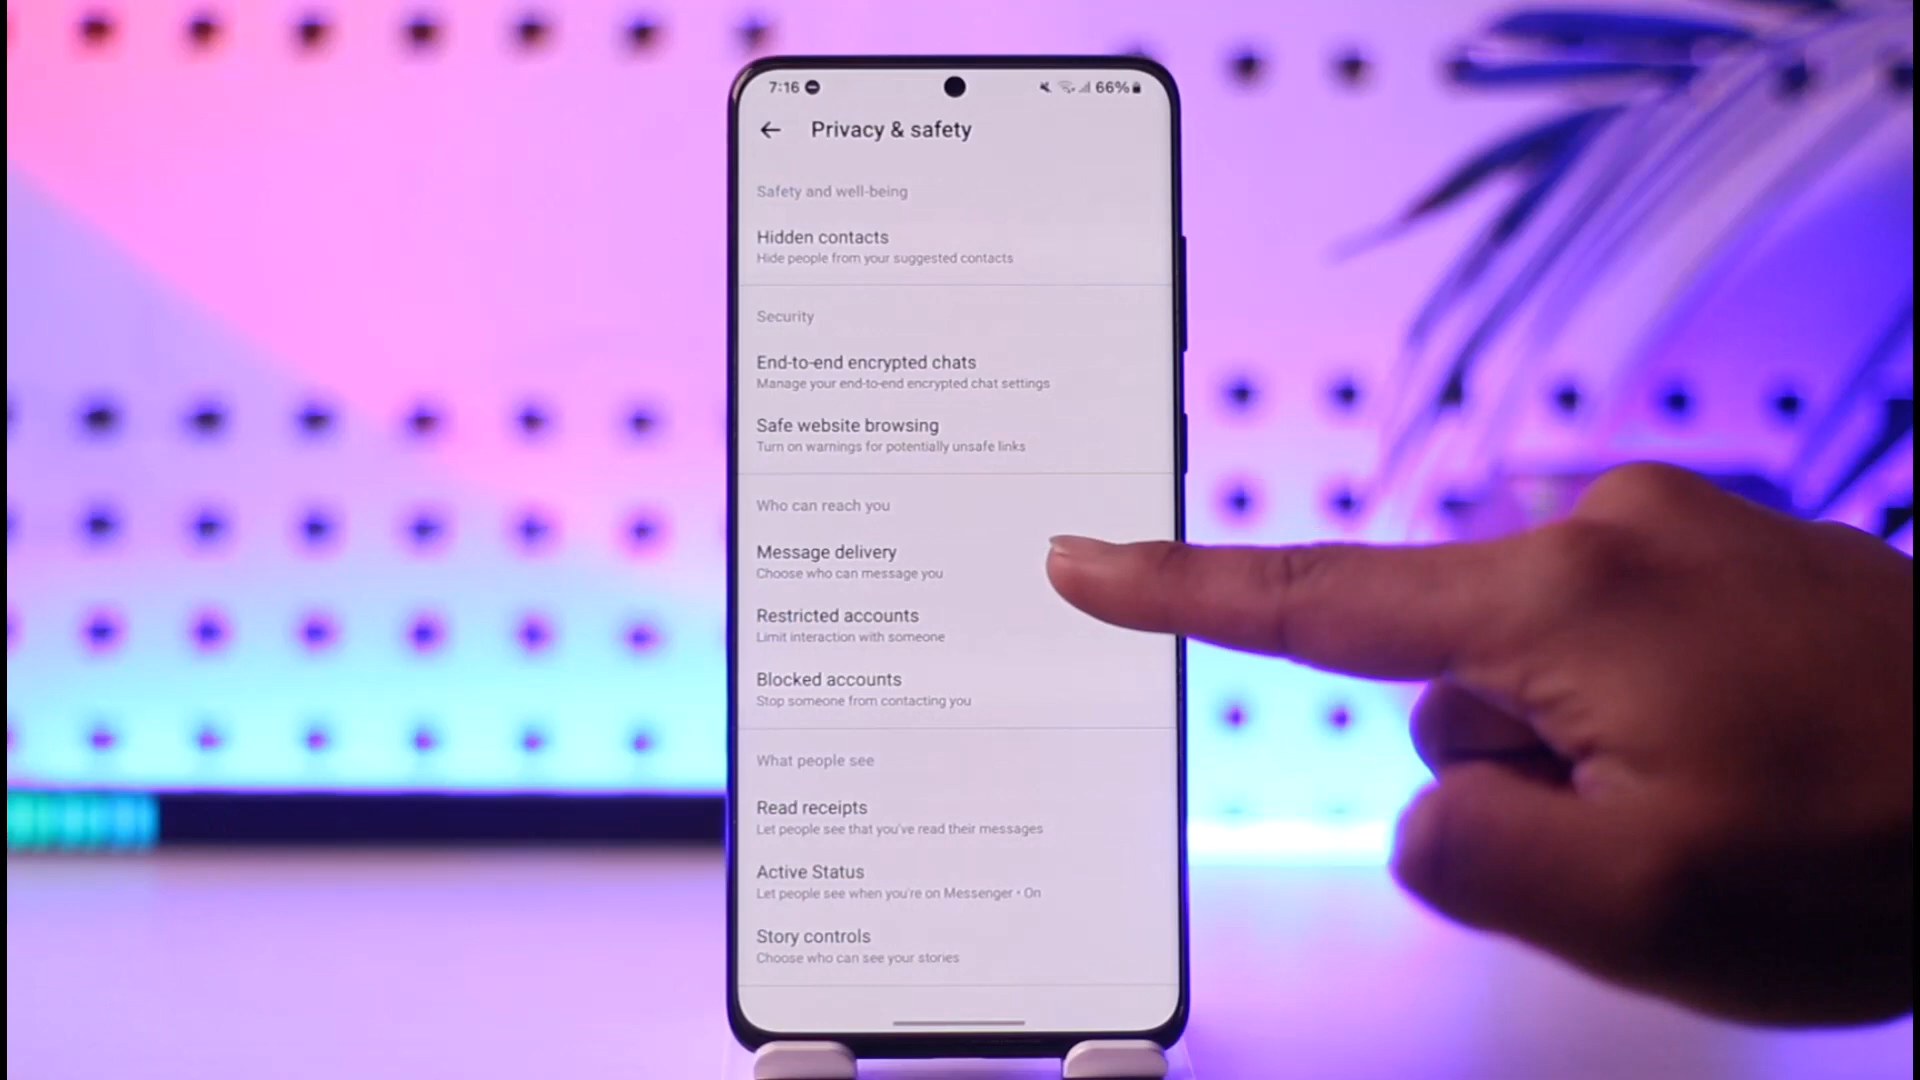 7:16
66%
Privacy & safety
Safety and well-being
Hidden contacts
Hide people from your suggested contacts
Security
End-to-end encrypted chats
Manage your end-to-end encrypted chat settings
Safe website browsing
Turn on warnings for potentially unsafe links
Who can reach you
Message delivery
Choose who can message you
Restricted accounts
Limit interaction with someone
Blocked accounts
Stop someone from contacting you
What people see
Read receipts
Let people see that you've read their messages
Active Status
Let people see when you're on Messenger • On
Story controls
Choose who can see your stories